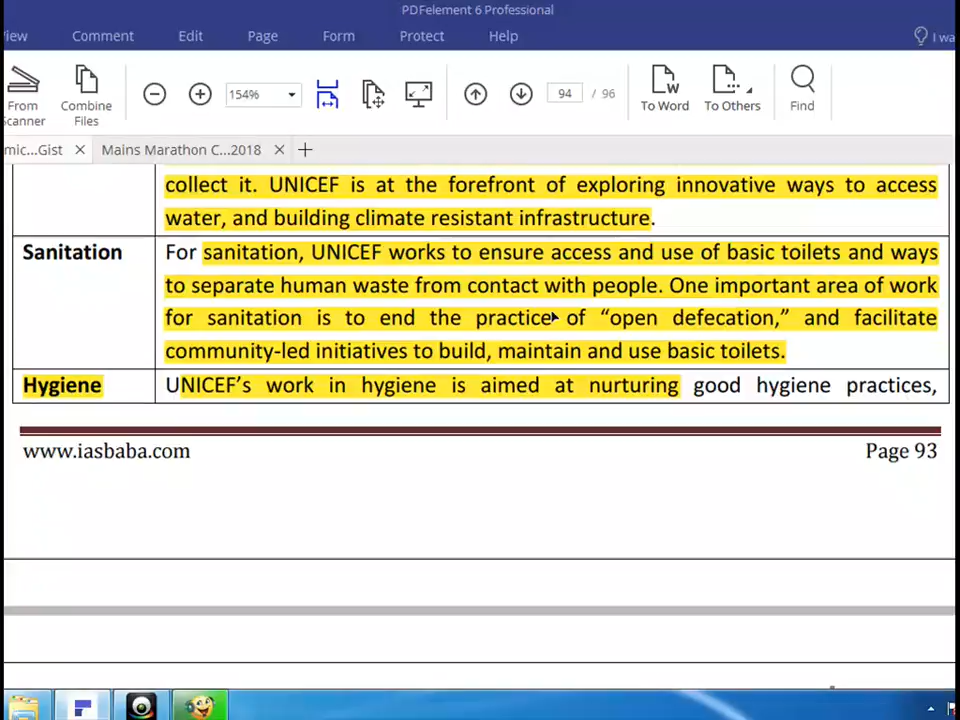 PDFelement 6 Professional
View Comment Edit Page Form Protect Help I wa
From Scanner
Combine Files
154%
94 / 96
To Word
To Others
Find
mic...Gist
Mains Marathon C...2018
collect it. UNICEF is at the forefront of exploring innovative ways to access
water, and building climate resistant infrastructure.
Sanitation
For sanitation, UNICEF works to ensure access and use of basic toilets and ways
to separate human waste from contact with people. One important area of work
for sanitation is to end the practice of “open defecation,” and facilitate
community-led initiatives to build, maintain and use basic toilets.
Hygiene
UNICEF’s work in hygiene is aimed at nurturing good hygiene practices,
www.iasbaba.com
Page 93